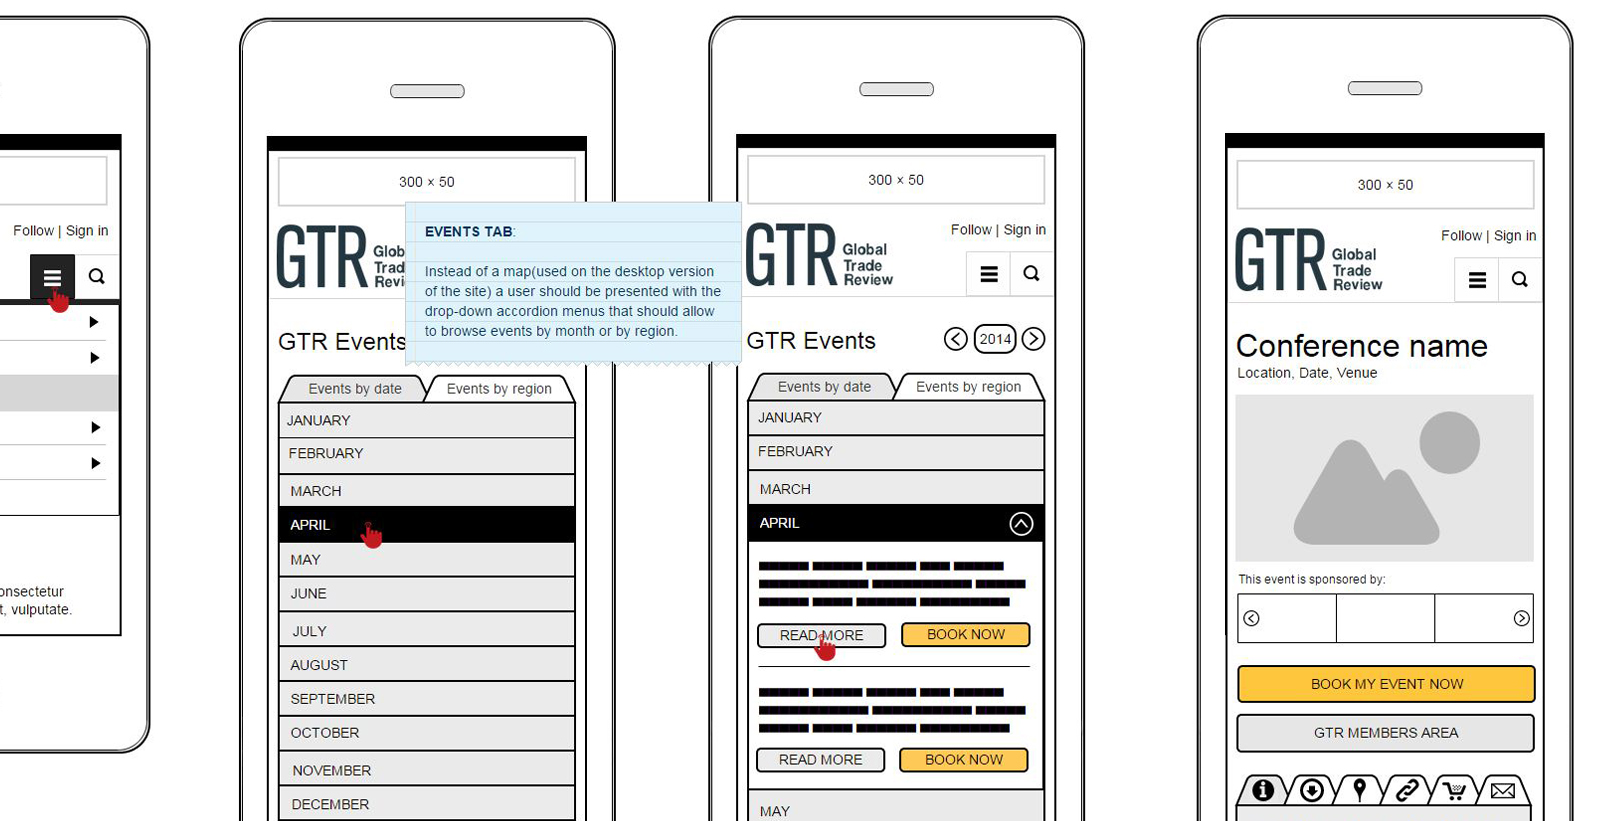 Follow | Sign in
onsectetur
t, vulputate.
300 × 50
GTR
Glob
Trad
Revi
EVENTS TAB:
Instead of a map(used on the desktop version
of the site) a user should be presented with the
drop-down accordion menus that should allow
to browse events by month or by region.
GTR Events
Events by date
Events by region
JANUARY
FEBRUARY
MARCH
APRIL
MAY
JUNE
JULY
AUGUST
SEPTEMBER
OCTOBER
NOVEMBER
DECEMBER
300 × 50
Follow | Sign in
GTR
Global
Trade
Review
GTR Events
2014
Events by date
Events by region
JANUARY
FEBRUARY
MARCH
APRIL
READ MORE
BOOK NOW
READ MORE
BOOK NOW
MAY
300 × 50
Follow | Sign in
GTR
Global
Trade
Review
Conference name
Location, Date, Venue
This event is sponsored by:
BOOK MY EVENT NOW
GTR MEMBERS AREA